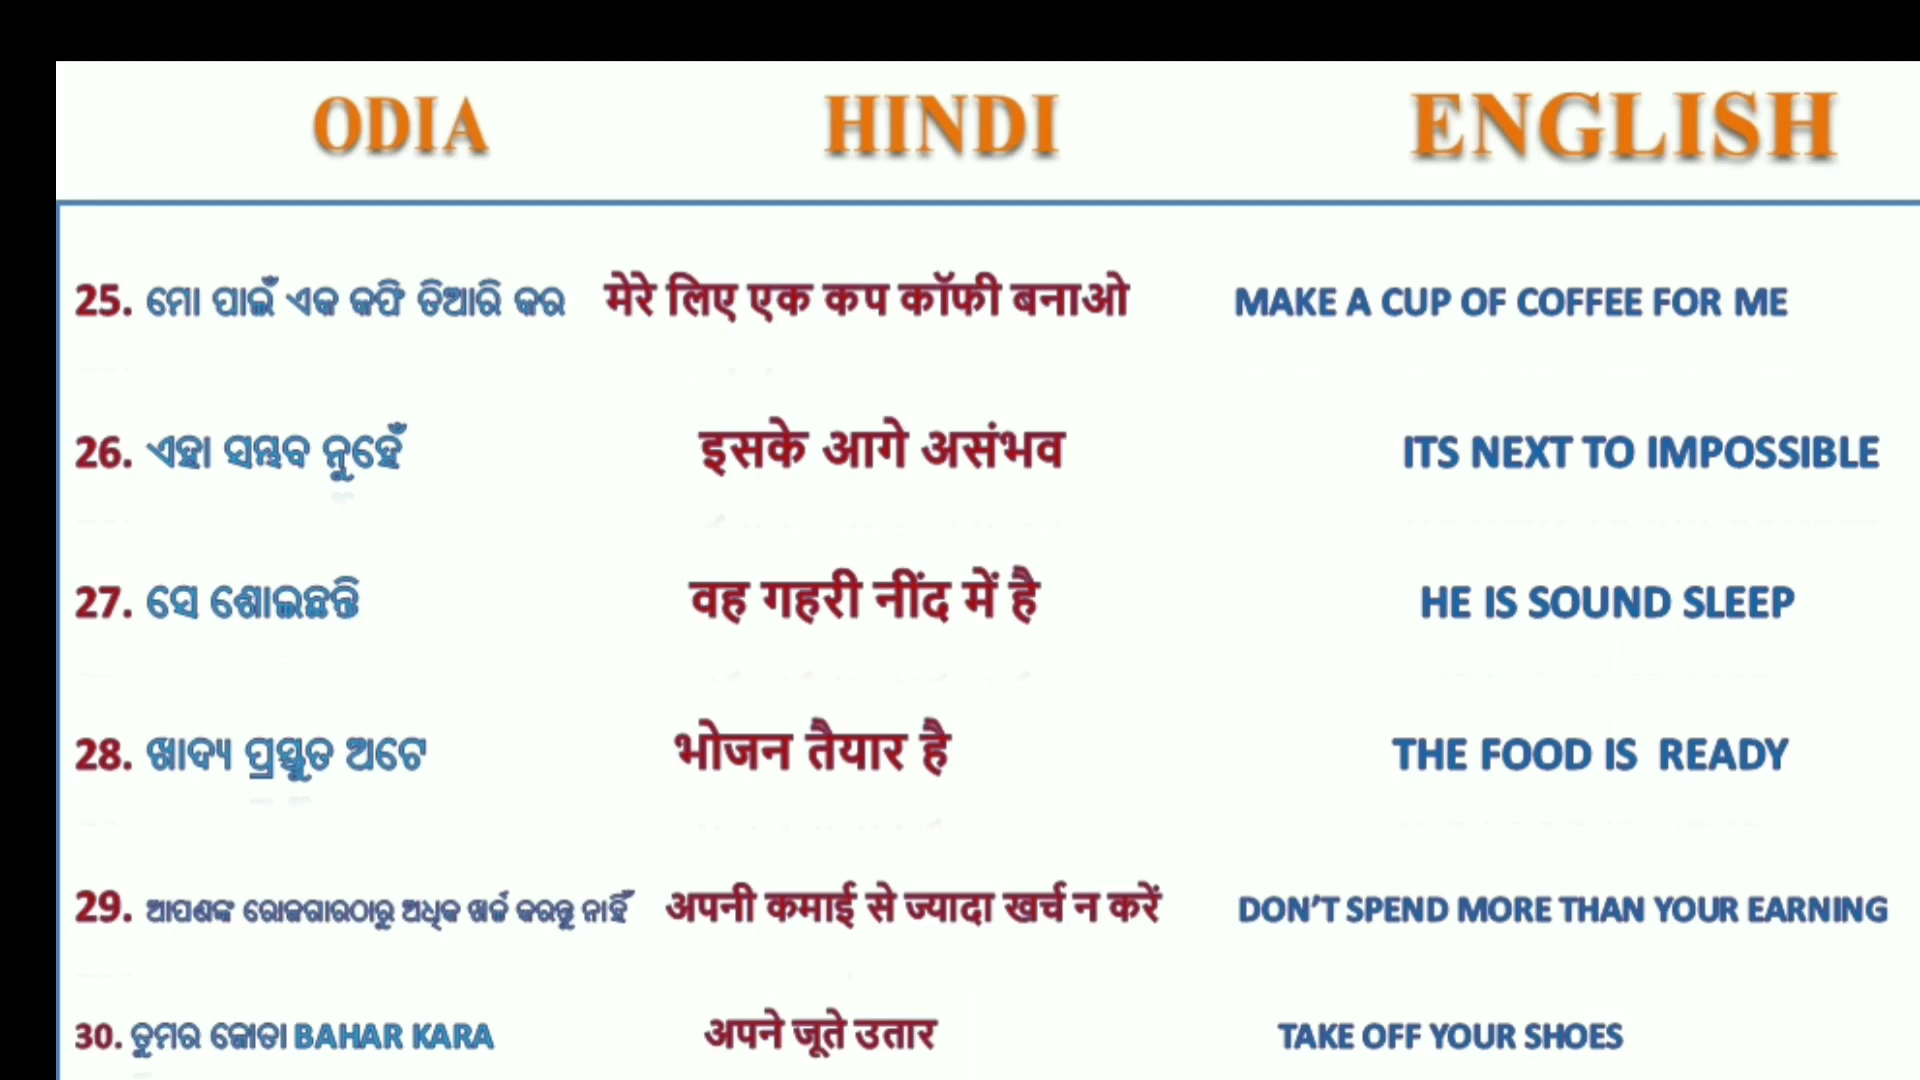 ODIA HINDI ENGLISH
25. ମୋ ପାଇଁ ଏକ କଫି ତିଆରି କର मेरे लिए एक कप कॉफी बनाओ MAKE A CUP OF COFFEE FOR ME
26. ଏହା ସମ୍ଭବ ନୁହେଁ इसके आगे असंभव ITS NEXT TO IMPOSSIBLE
27. ସେ ଶୋଇଛନ୍ତି वह गहरी नींद में है HE IS SOUND SLEEP
28. ଖାଦ୍ୟ ପ୍ରସ୍ତୁତ ଅଟେ भोजन तैयार है THE FOOD IS READY
29. ଆପଣଙ୍କ ରୋଜଗାରଠାରୁ ଅଧିକ ଖର୍ଚ୍ଚ କରନ୍ତୁ ନାହିଁ अपनी कमाई से ज्यादा खर्च न करें DON'T SPEND MORE THAN YOUR EARNING
30. ତୁମର ଜୋତା BAHAR KARA अपने जूते उतार TAKE OFF YOUR SHOES